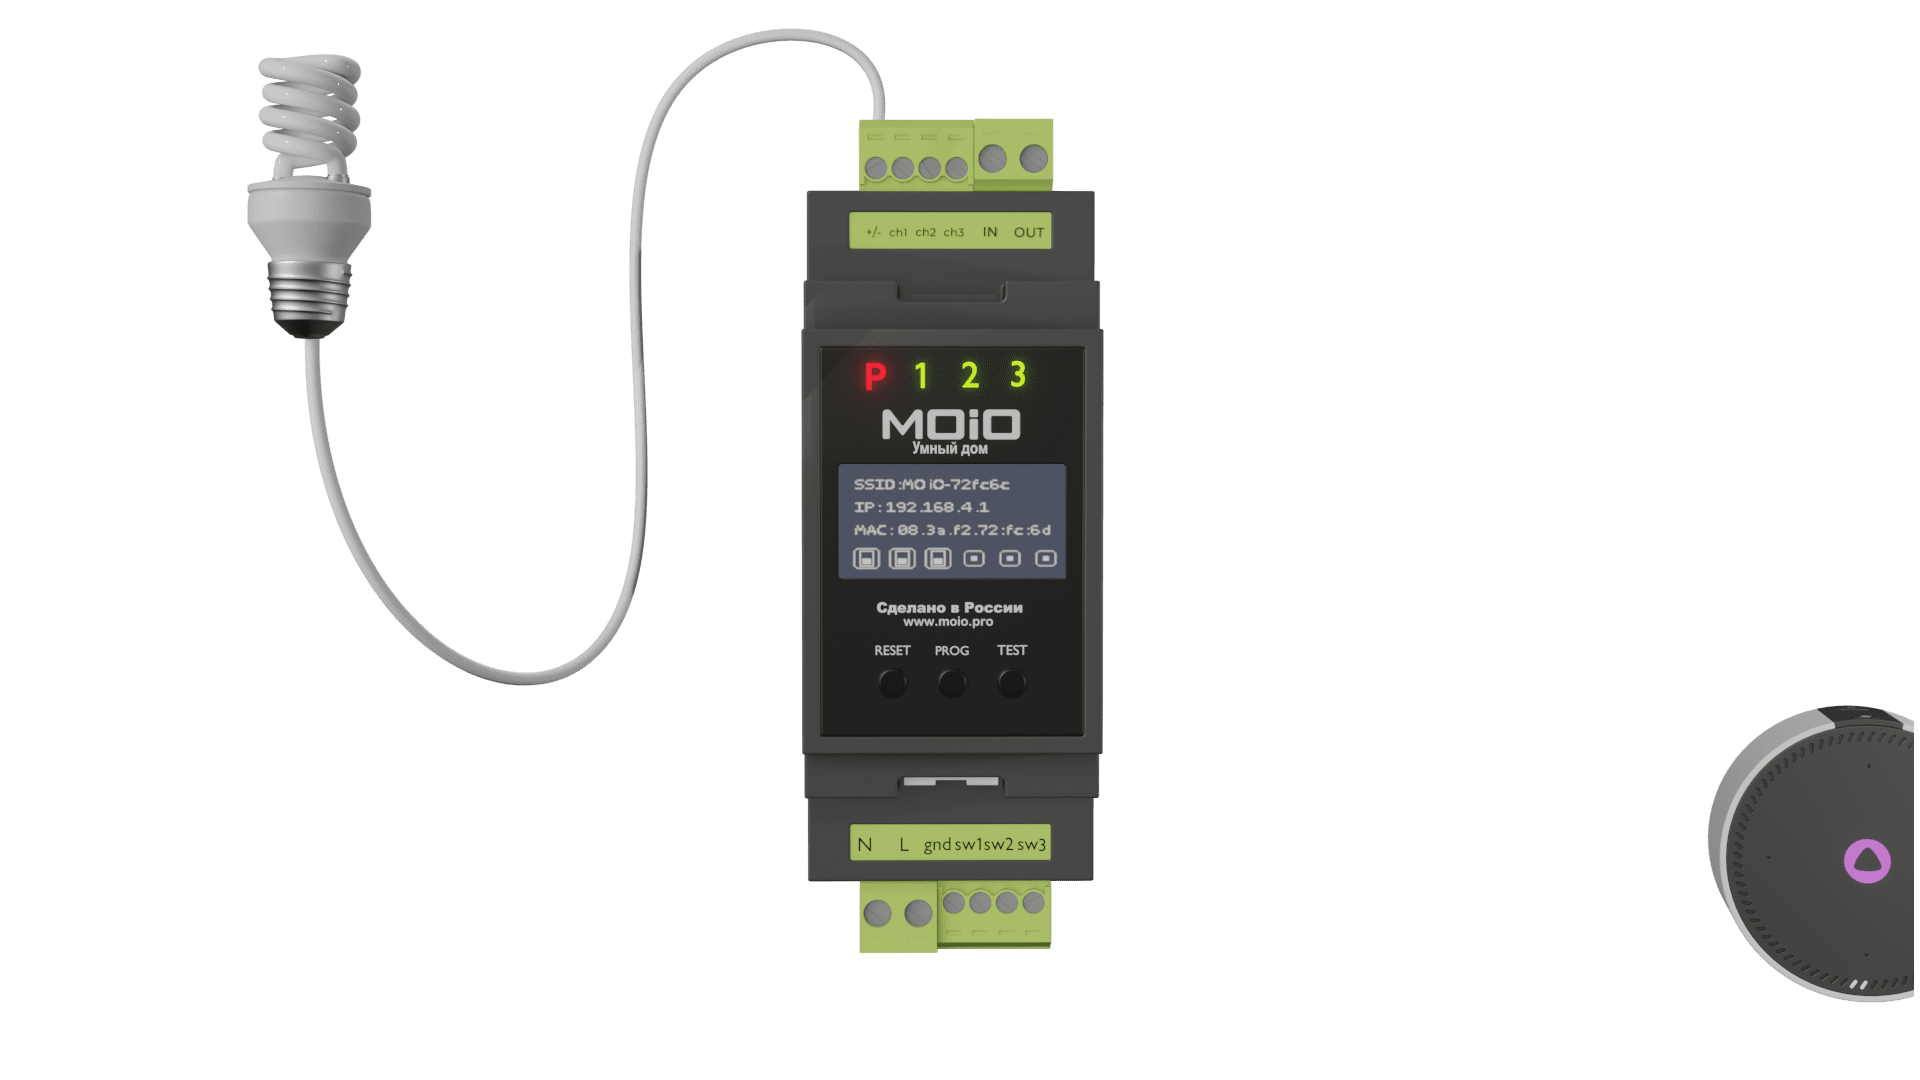 +/- ch1 ch2 ch3 IN OUT
P 1 2 3
MOiO
Умный дом
SSID:MOiO-72fc6c
IP:192.168.4.1
MAC:08.3a.f2.72:fc:6d
Сделано в России
www.moio.pro
RESET PROG TEST
N L gnd sw1 sw2 sw3